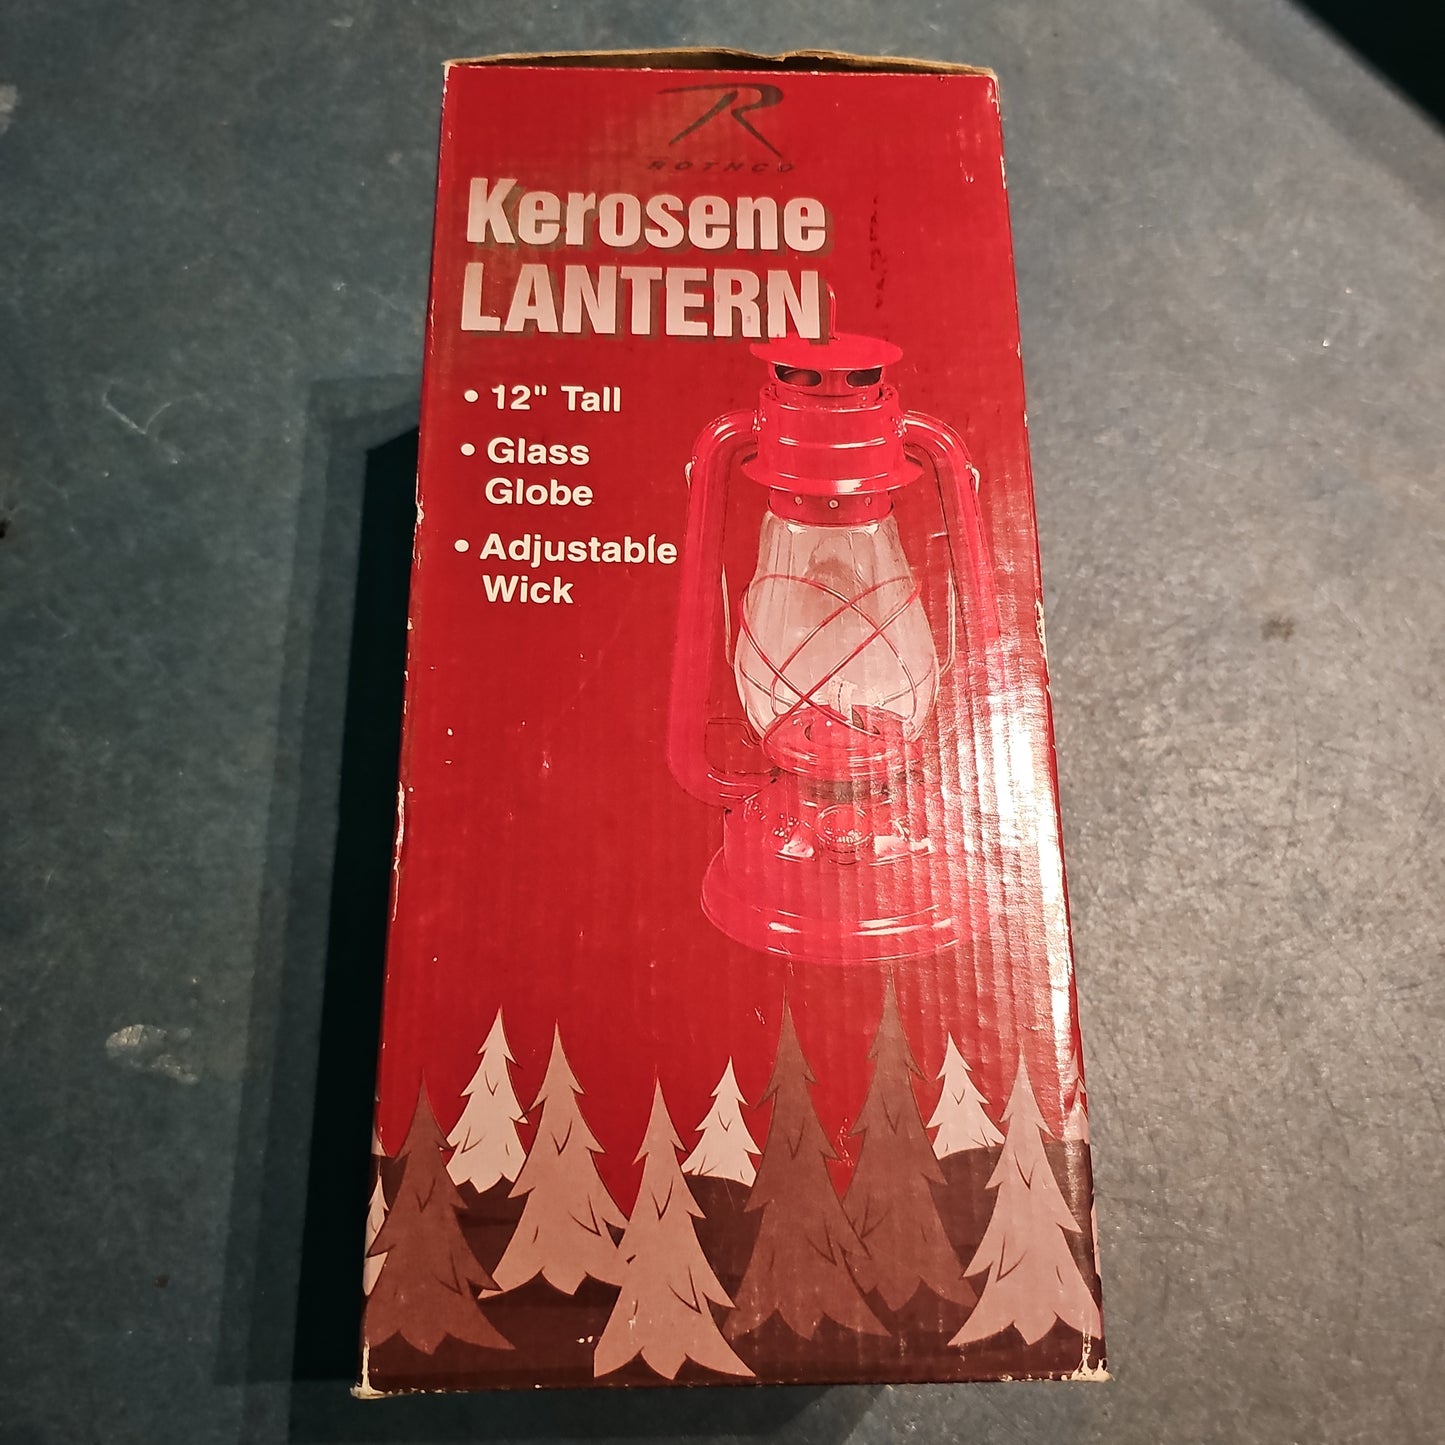 R
ROTHCO
Kerosene
LANTERN
• 12" Tall
• Glass
Globe
• Adjustable
Wick